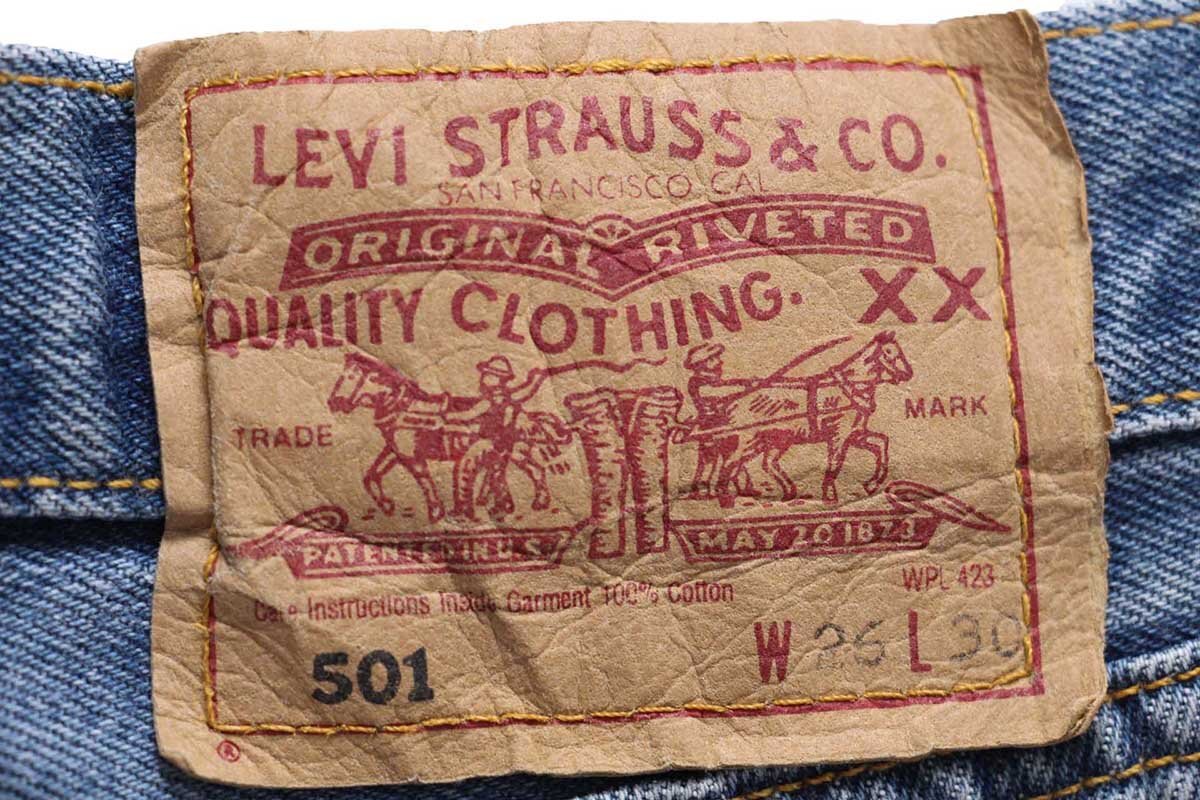 LEVI STRAUSS & CO.
SAN FRANCISCO CAL
ORIGINAL RIVETED
QUALITY CLOTHING. XX
TRADE MARK
PATENTED IN U.S. MAY 20 1873
WPL 423
Care Instructions Inside Garment 100% Cotton
501 W 26 L 30
®